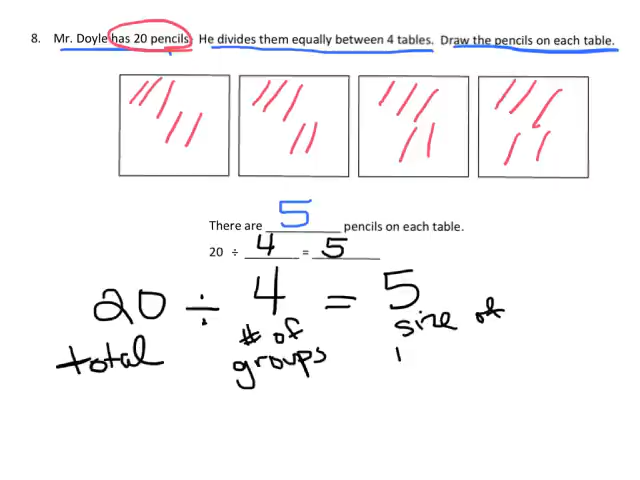 8. Mr. Doyle has 20 pencils. He divides them equally between 4 tables. Draw the pencils on each table.
There are 5 pencils on each table.
20 ÷ 4 = 5
20 ÷ 4 = 5
total # of groups size of